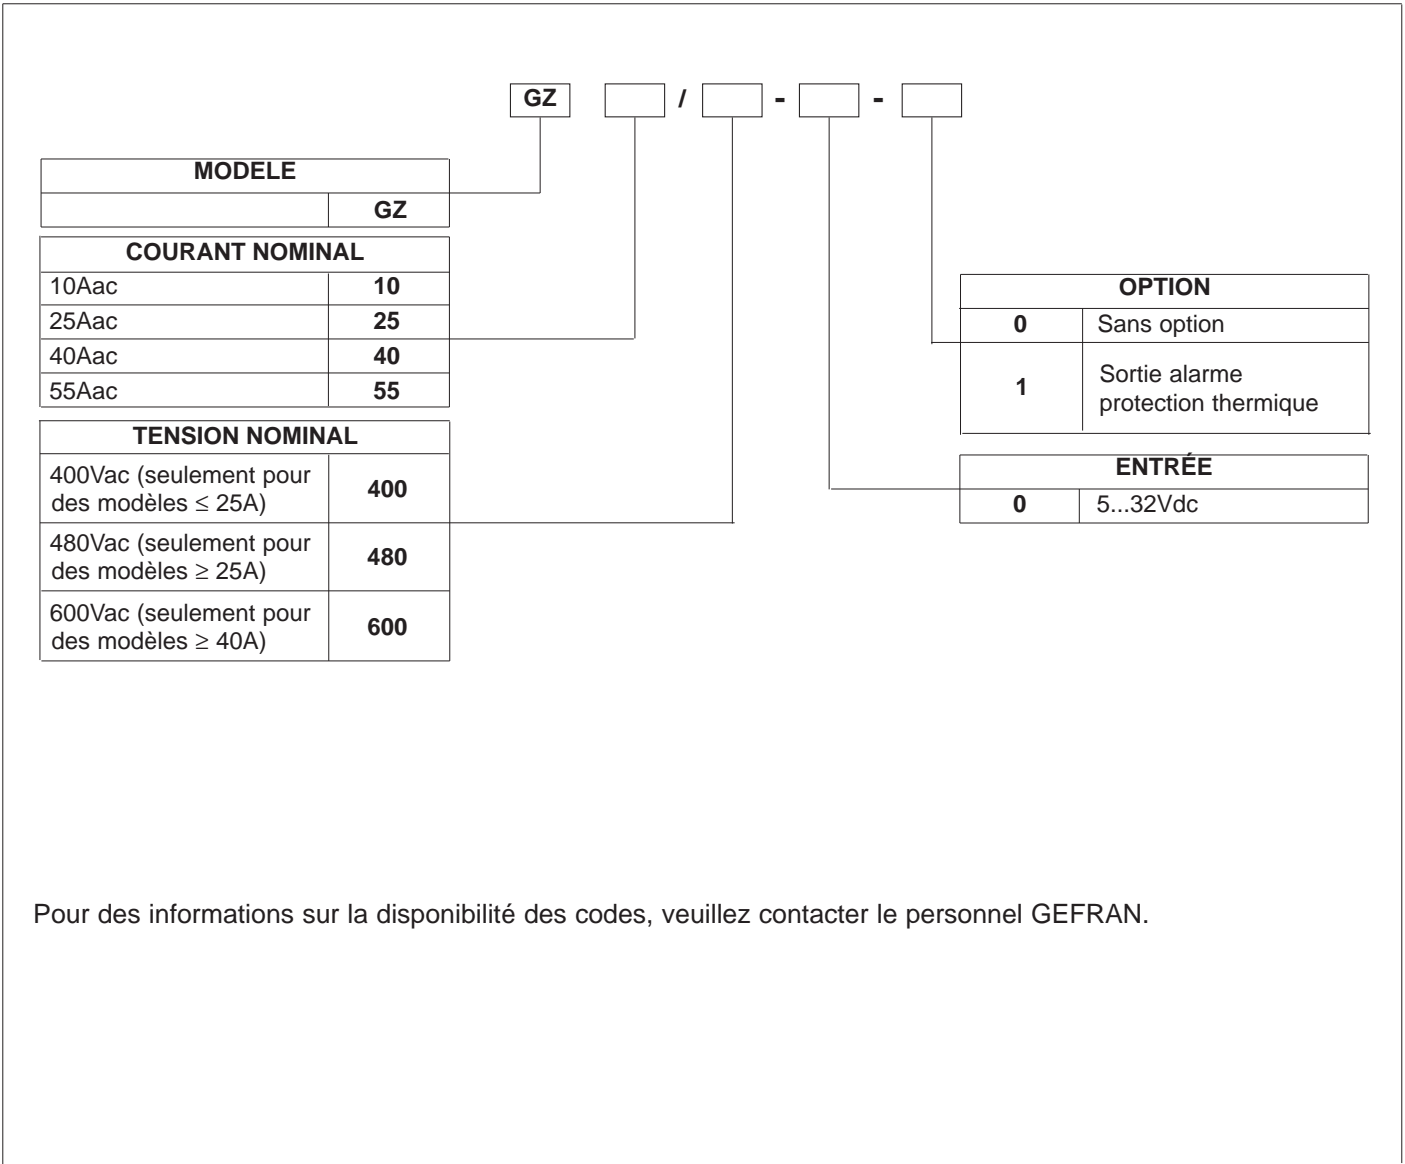 GZ / - -
MODELE
GZ
COURANT NOMINAL
10Aac 10
25Aac 25
40Aac 40
55Aac 55
TENSION NOMINAL
400Vac (seulement pour
des modèles ≤ 25A) 400
480Vac (seulement pour
des modèles ≥ 25A) 480
600Vac (seulement pour
des modèles ≥ 40A) 600
OPTION
0 Sans option
1 Sortie alarme
protection thermique
ENTRÉE
0 5...32Vdc
Pour des informations sur la disponibilité des codes, veuillez contacter le personnel GEFRAN.